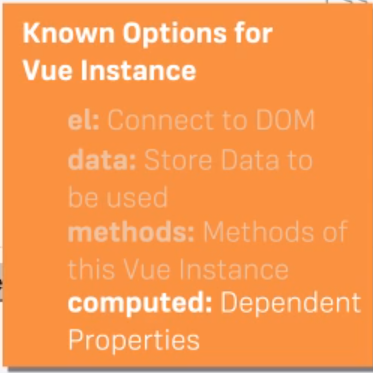 Known Options for
Vue Instance
el: Connect to DOM
data: Store Data to
be used
methods: Methods of
this Vue Instance
computed: Dependent
Properties